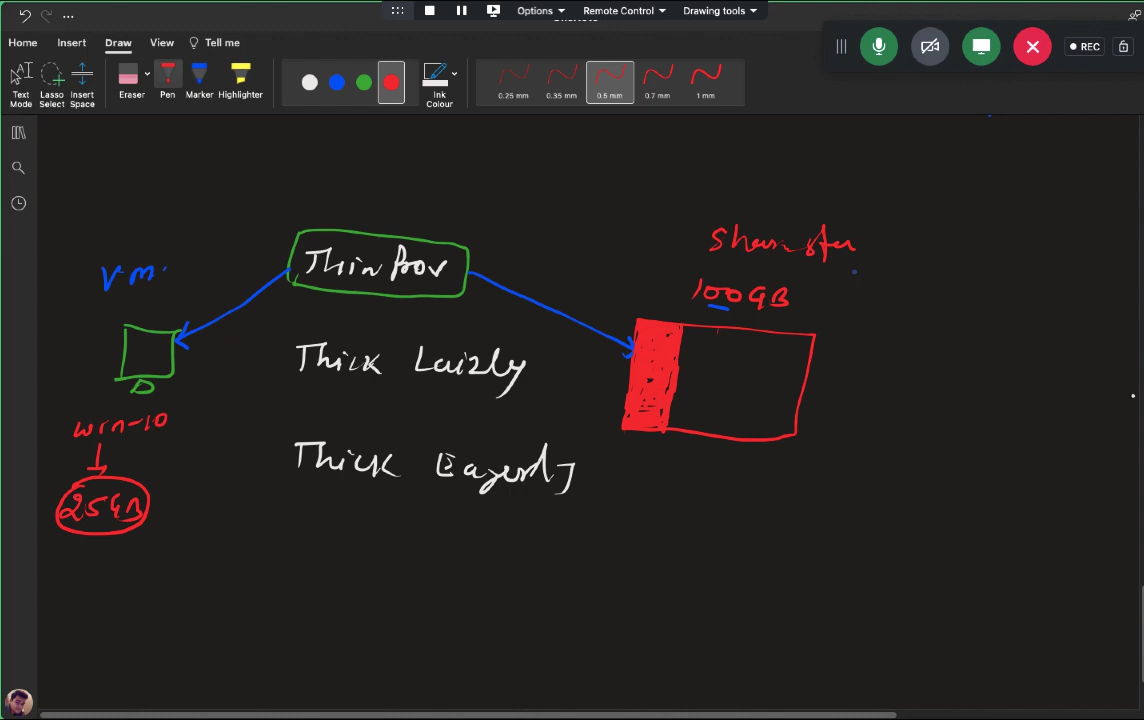 Options
Remote Control
Drawing tools
Home Insert Draw View Tell me
REC
Text Mode
Lasso Select
Insert Space
Eraser
Pen
Marker
Highlighter
Ink Colour
0.25 mm
0.35 mm
0.5 mm
0.7 mm
1 mm
V.M.
Thin Prov
100GB
Thick Laizly
win-10
Thick Eagerly
25GB